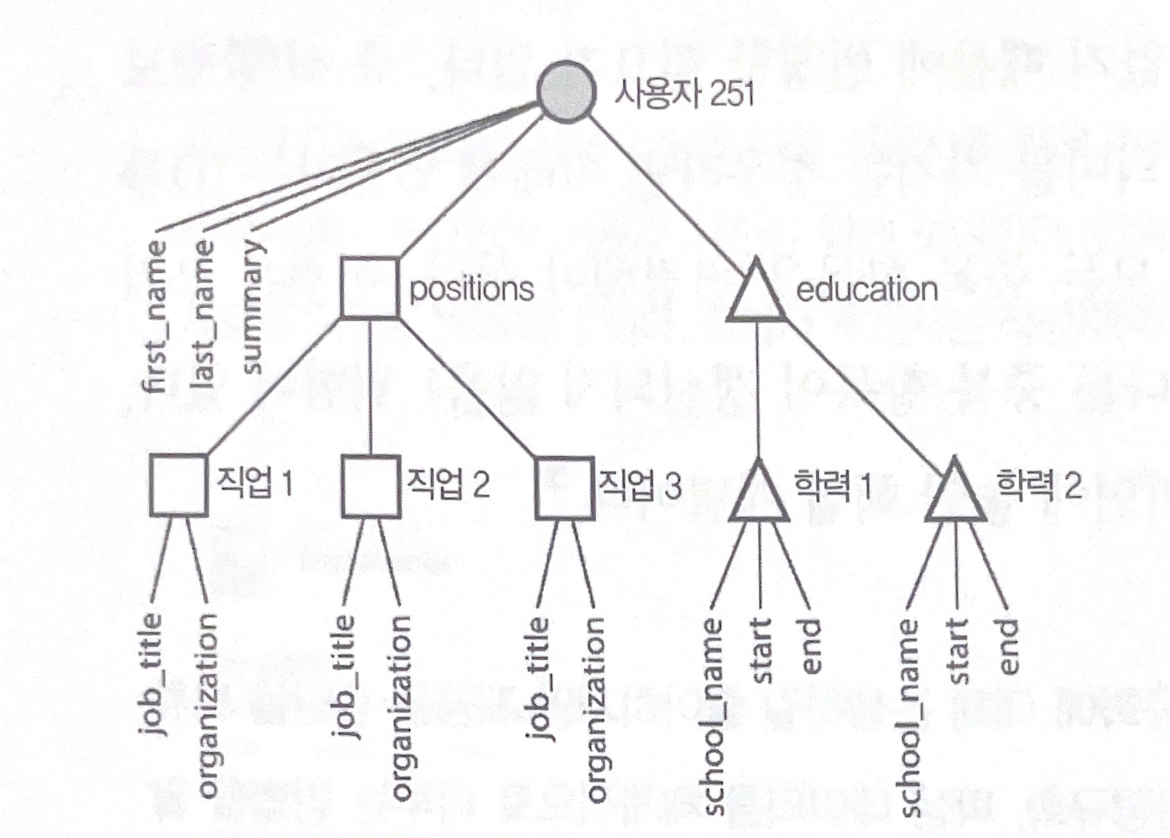 사용자 251
first_name
last_name
summary
positions
education
직업 1
직업 2
직업 3
학력 1
학력 2
job_title
organization
job_title
organization
job_title
organization
school_name
start
end
school_name
start
end